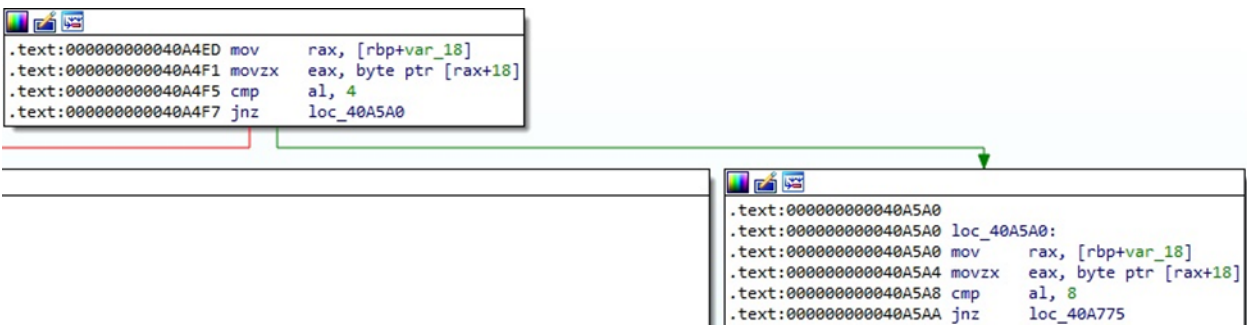 .text:000000000040A4ED mov rax, [rbp+var_18]
.text:000000000040A4F1 movzx eax, byte ptr [rax+18]
.text:000000000040A4F5 cmp al, 4
.text:000000000040A4F7 jnz loc_40A5A0
.text:000000000040A5A0
.text:000000000040A5A0 loc_40A5A0:
.text:000000000040A5A0 mov rax, [rbp+var_18]
.text:000000000040A5A4 movzx eax, byte ptr [rax+18]
.text:000000000040A5A8 cmp al, 8
.text:000000000040A5AA jnz loc_40A775